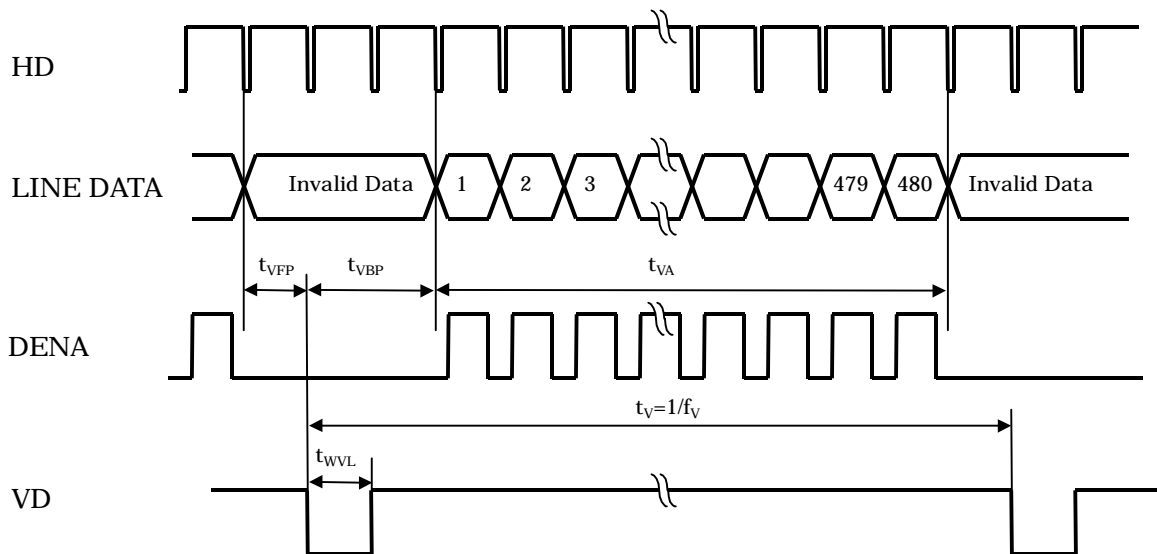 HD
LINE DATA
Invalid Data
1
2
3
479
480
Invalid Data
tVFP
tVBP
tVA
DENA
tV=1/fV
tWVL
VD